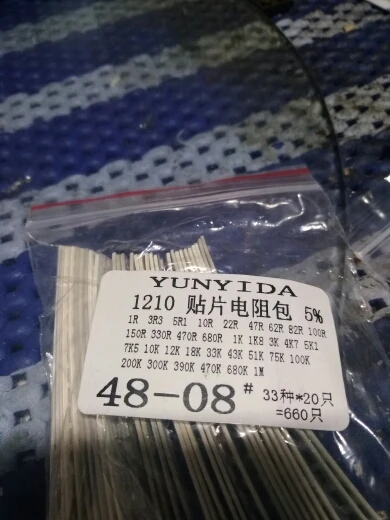 YUNYIDA
1210 贴片电阻包 5%
1R 3R3 5R1 10R 22R 47R 62R 82R 100R
150R 330R 470R 680R 1K 1K8 3K 4K7 5K1
7K5 10K 12K 18K 33K 43K 51K 75K 100K
200K 300K 390K 470K 680K 1M
48-08# 33种*20只
=660只